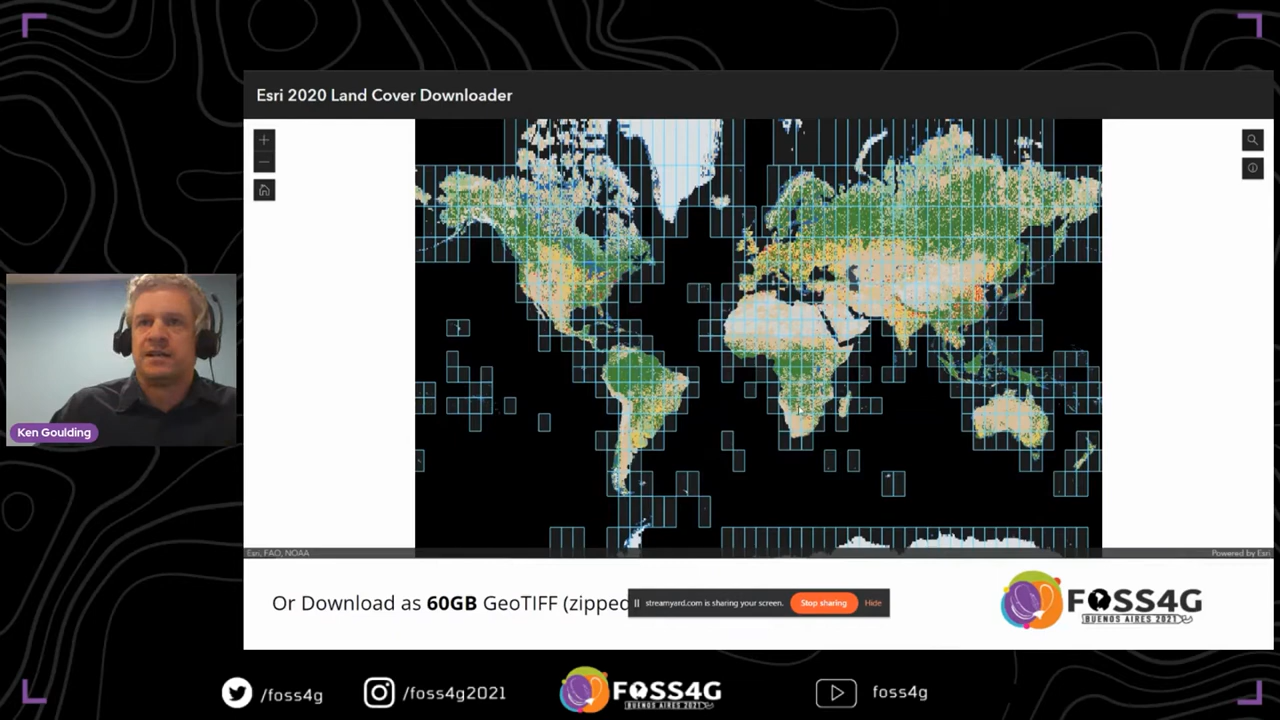 Esri 2020 Land Cover Downloader
Ken Goulding
Esri, FAO, NOAA
Powered by Esri
Or Download as 60GB GeoTIFF (zipped
streamyard.com is sharing your screen.
Stop sharing
Hide
FOSS4G
BUENOS AIRES 2021
/foss4g
/foss4g2021
FOSS4G
BUENOS AIRES 2021
foss4g